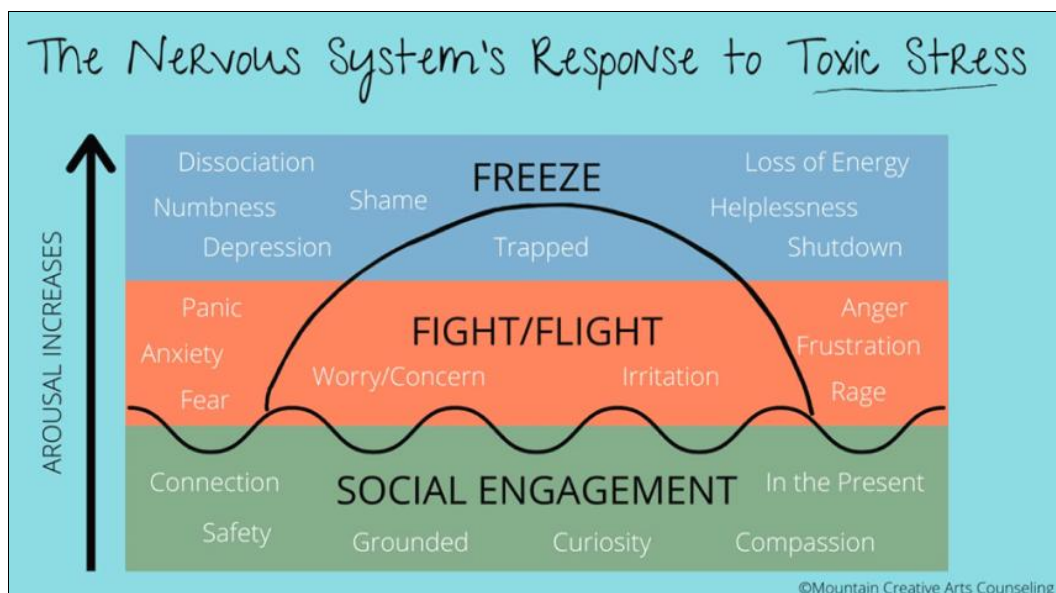 The Nervous System's Response to Toxic Stress
AROUSAL INCREASES
Dissociation
FREEZE
Loss of Energy
Numbness
Shame
Helplessness
Depression
Trapped
Shutdown
Panic
Anger
FIGHT/FLIGHT
Anxiety
Frustration
Worry/Concern
Irritation
Fear
Rage
Connection
SOCIAL ENGAGEMENT
In the Present
Safety
Grounded
Curiosity
Compassion
©Mountain Creative Arts Counseling